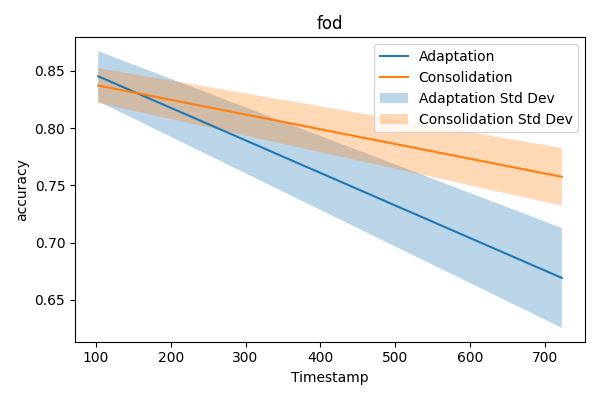 fod
0.85
0.80
0.75
0.70
0.65
accuracy
Adaptation
Consolidation
Adaptation Std Dev
Consolidation Std Dev
100 200 300 400 500 600 700
Timestamp